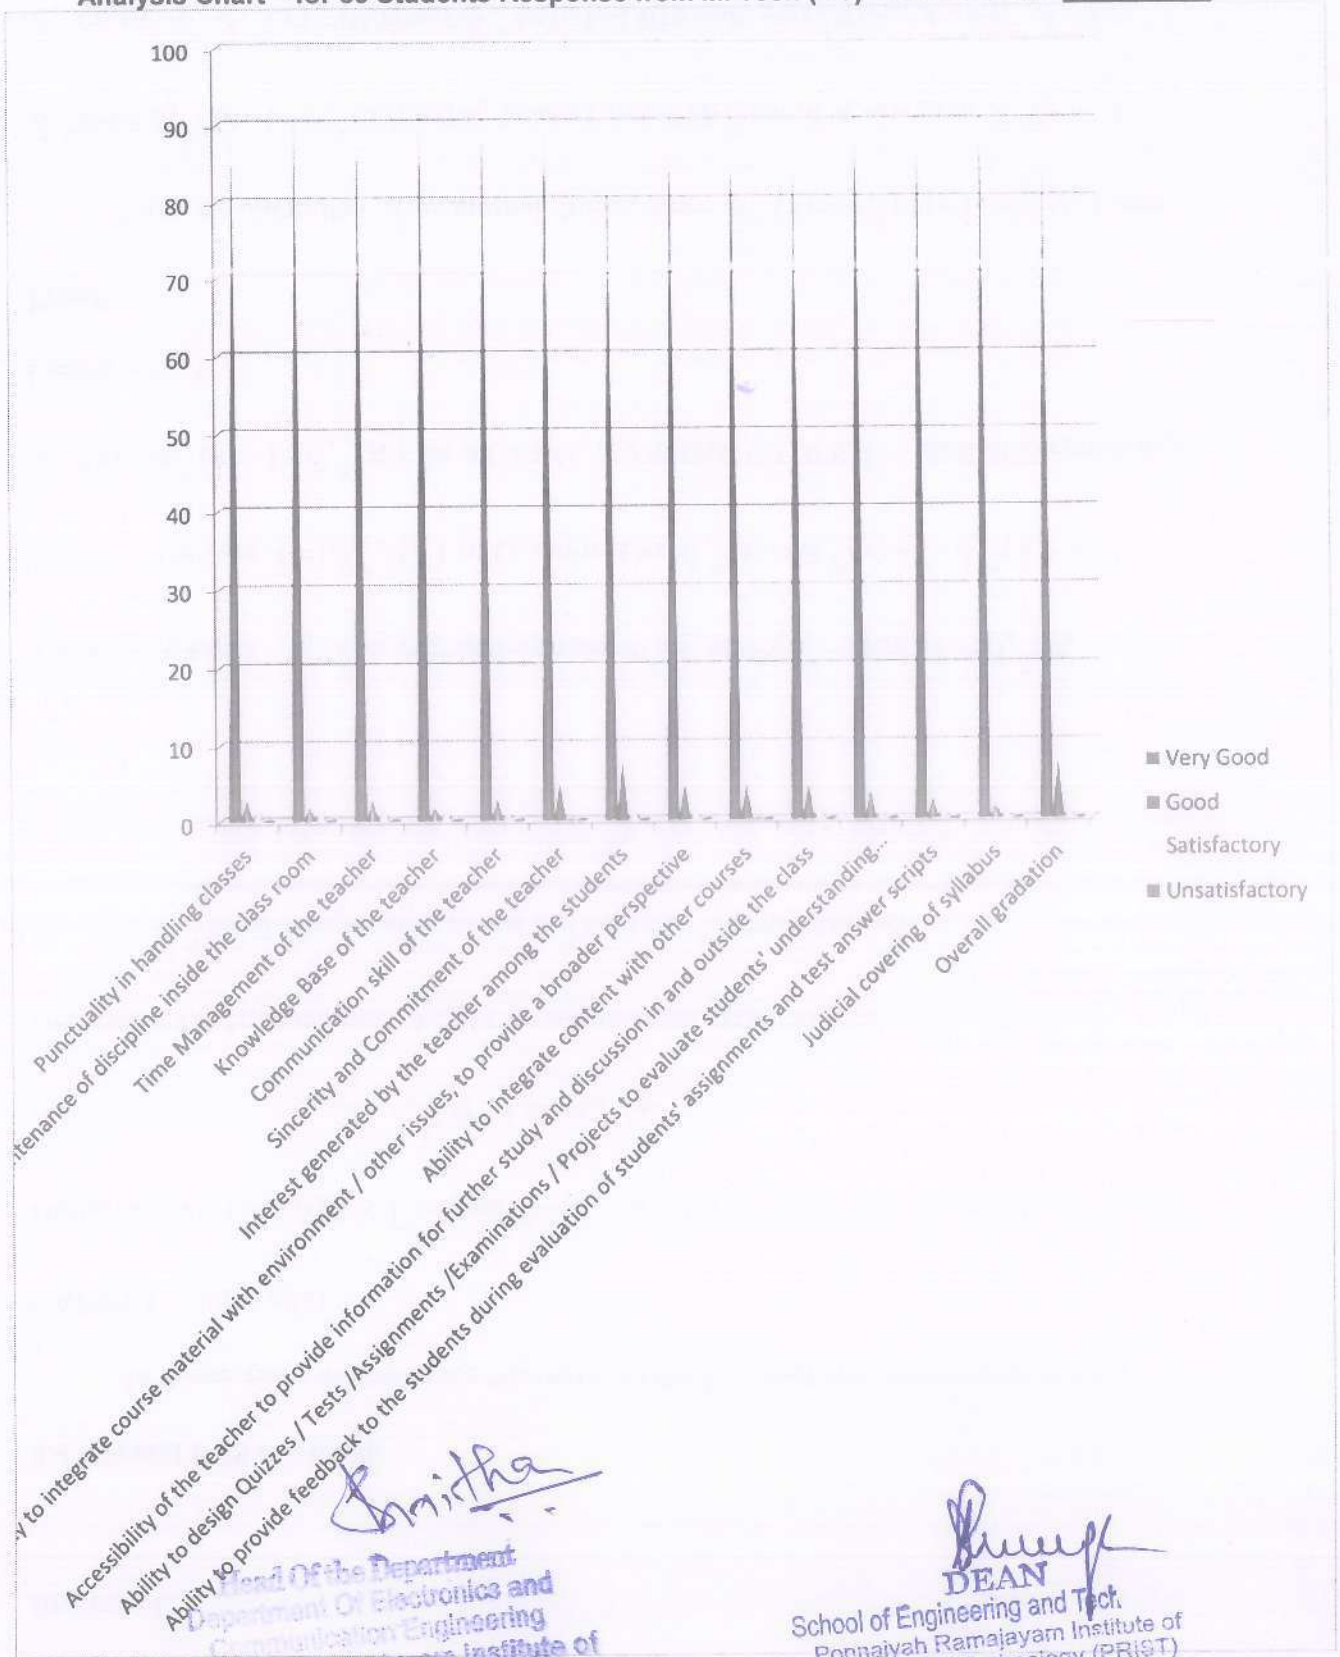 100
90
80
70
60
50
40
30
20
10
0
Very Good
Good
Satisfactory
Unsatisfactory
Punctuality in handling classes
tenance of discipline inside the class room
Time Management of the teacher
Knowledge Base of the teacher
Communication skill of the teacher
Sincerity and Commitment of the teacher
Interest generated by the teacher among the students
y to integrate course material with environment / other issues, to provide a broader perspective
Ability to integrate content with other courses
Accessibility of the teacher to provide information for further study and discussion in and outside the class
Ability to design Quizzes / Tests /Assignments /Examinations / Projects to evaluate students' understanding...
Ability to provide feedback to the students during evaluation of students' assignments and test answer scripts
Judicial covering of syllabus
Overall gradation
Head Of the Department
Department Of Electronics and
Communication Engineering
Institute of
DEAN
School of Engineering and Tech.
Ponnaiyah Ramajayam Institute of
(PRIST)